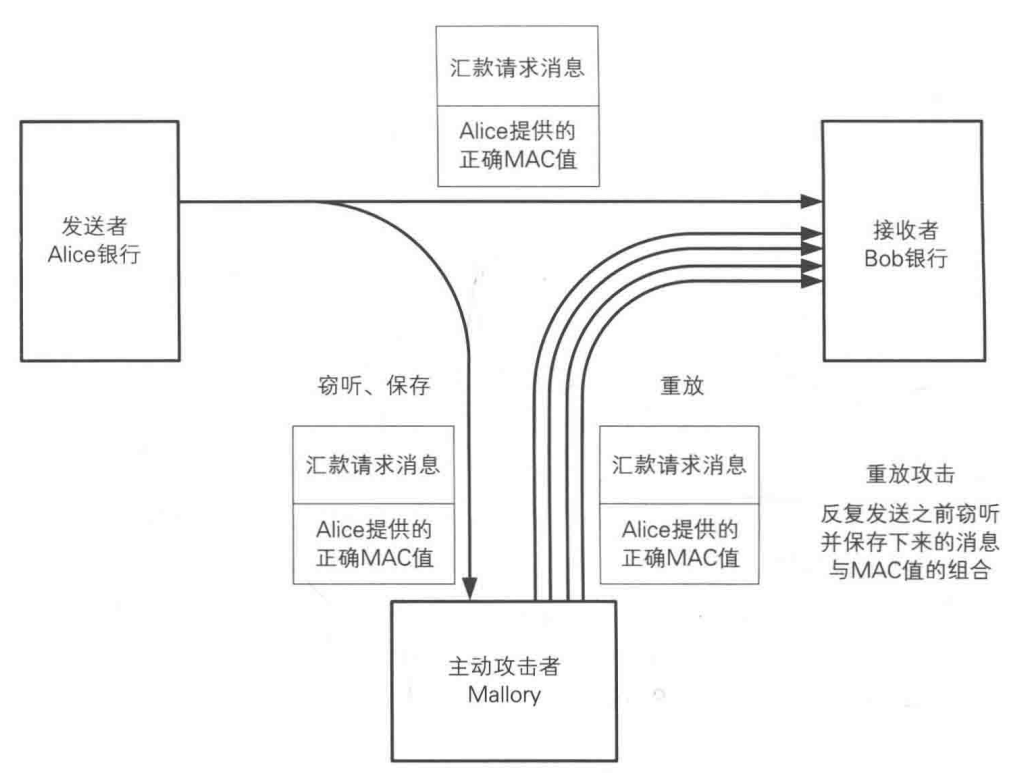 汇款请求消息
Alice提供的
正确MAC值
发送者
Alice银行
接收者
Bob银行
窃听、保存
重放
汇款请求消息
Alice提供的
正确MAC值
汇款请求消息
Alice提供的
正确MAC值
重放攻击
反复发送之前窃听
并保存下来的消息
与MAC值的组合
主动攻击者
Mallory